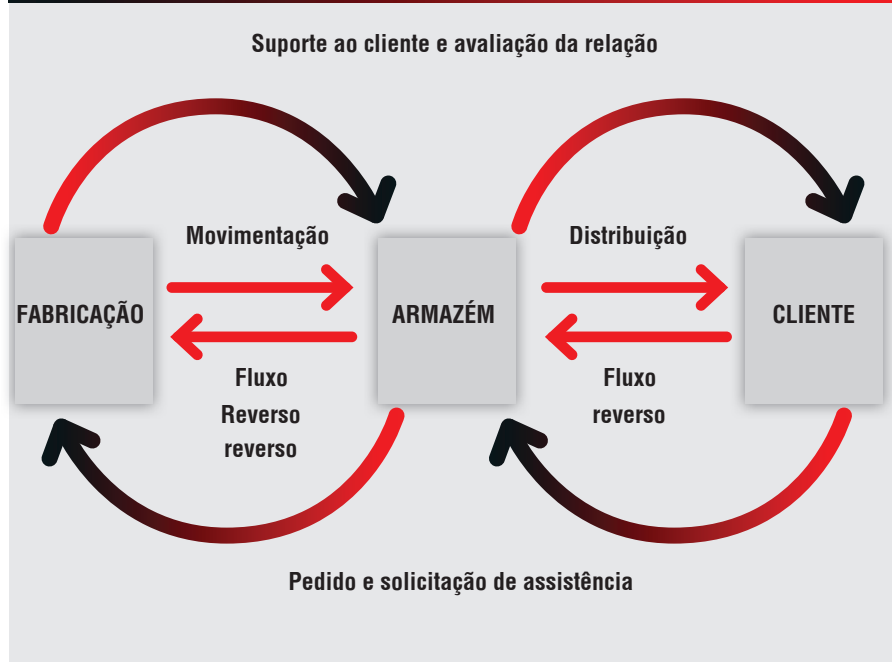 Suporte ao cliente e avaliação da relação
Movimentação
Distribuição
FABRICAÇÃO
ARMAZÉM
CLIENTE
Fluxo
Reverso
reverso
Fluxo
reverso
Pedido e solicitação de assistência